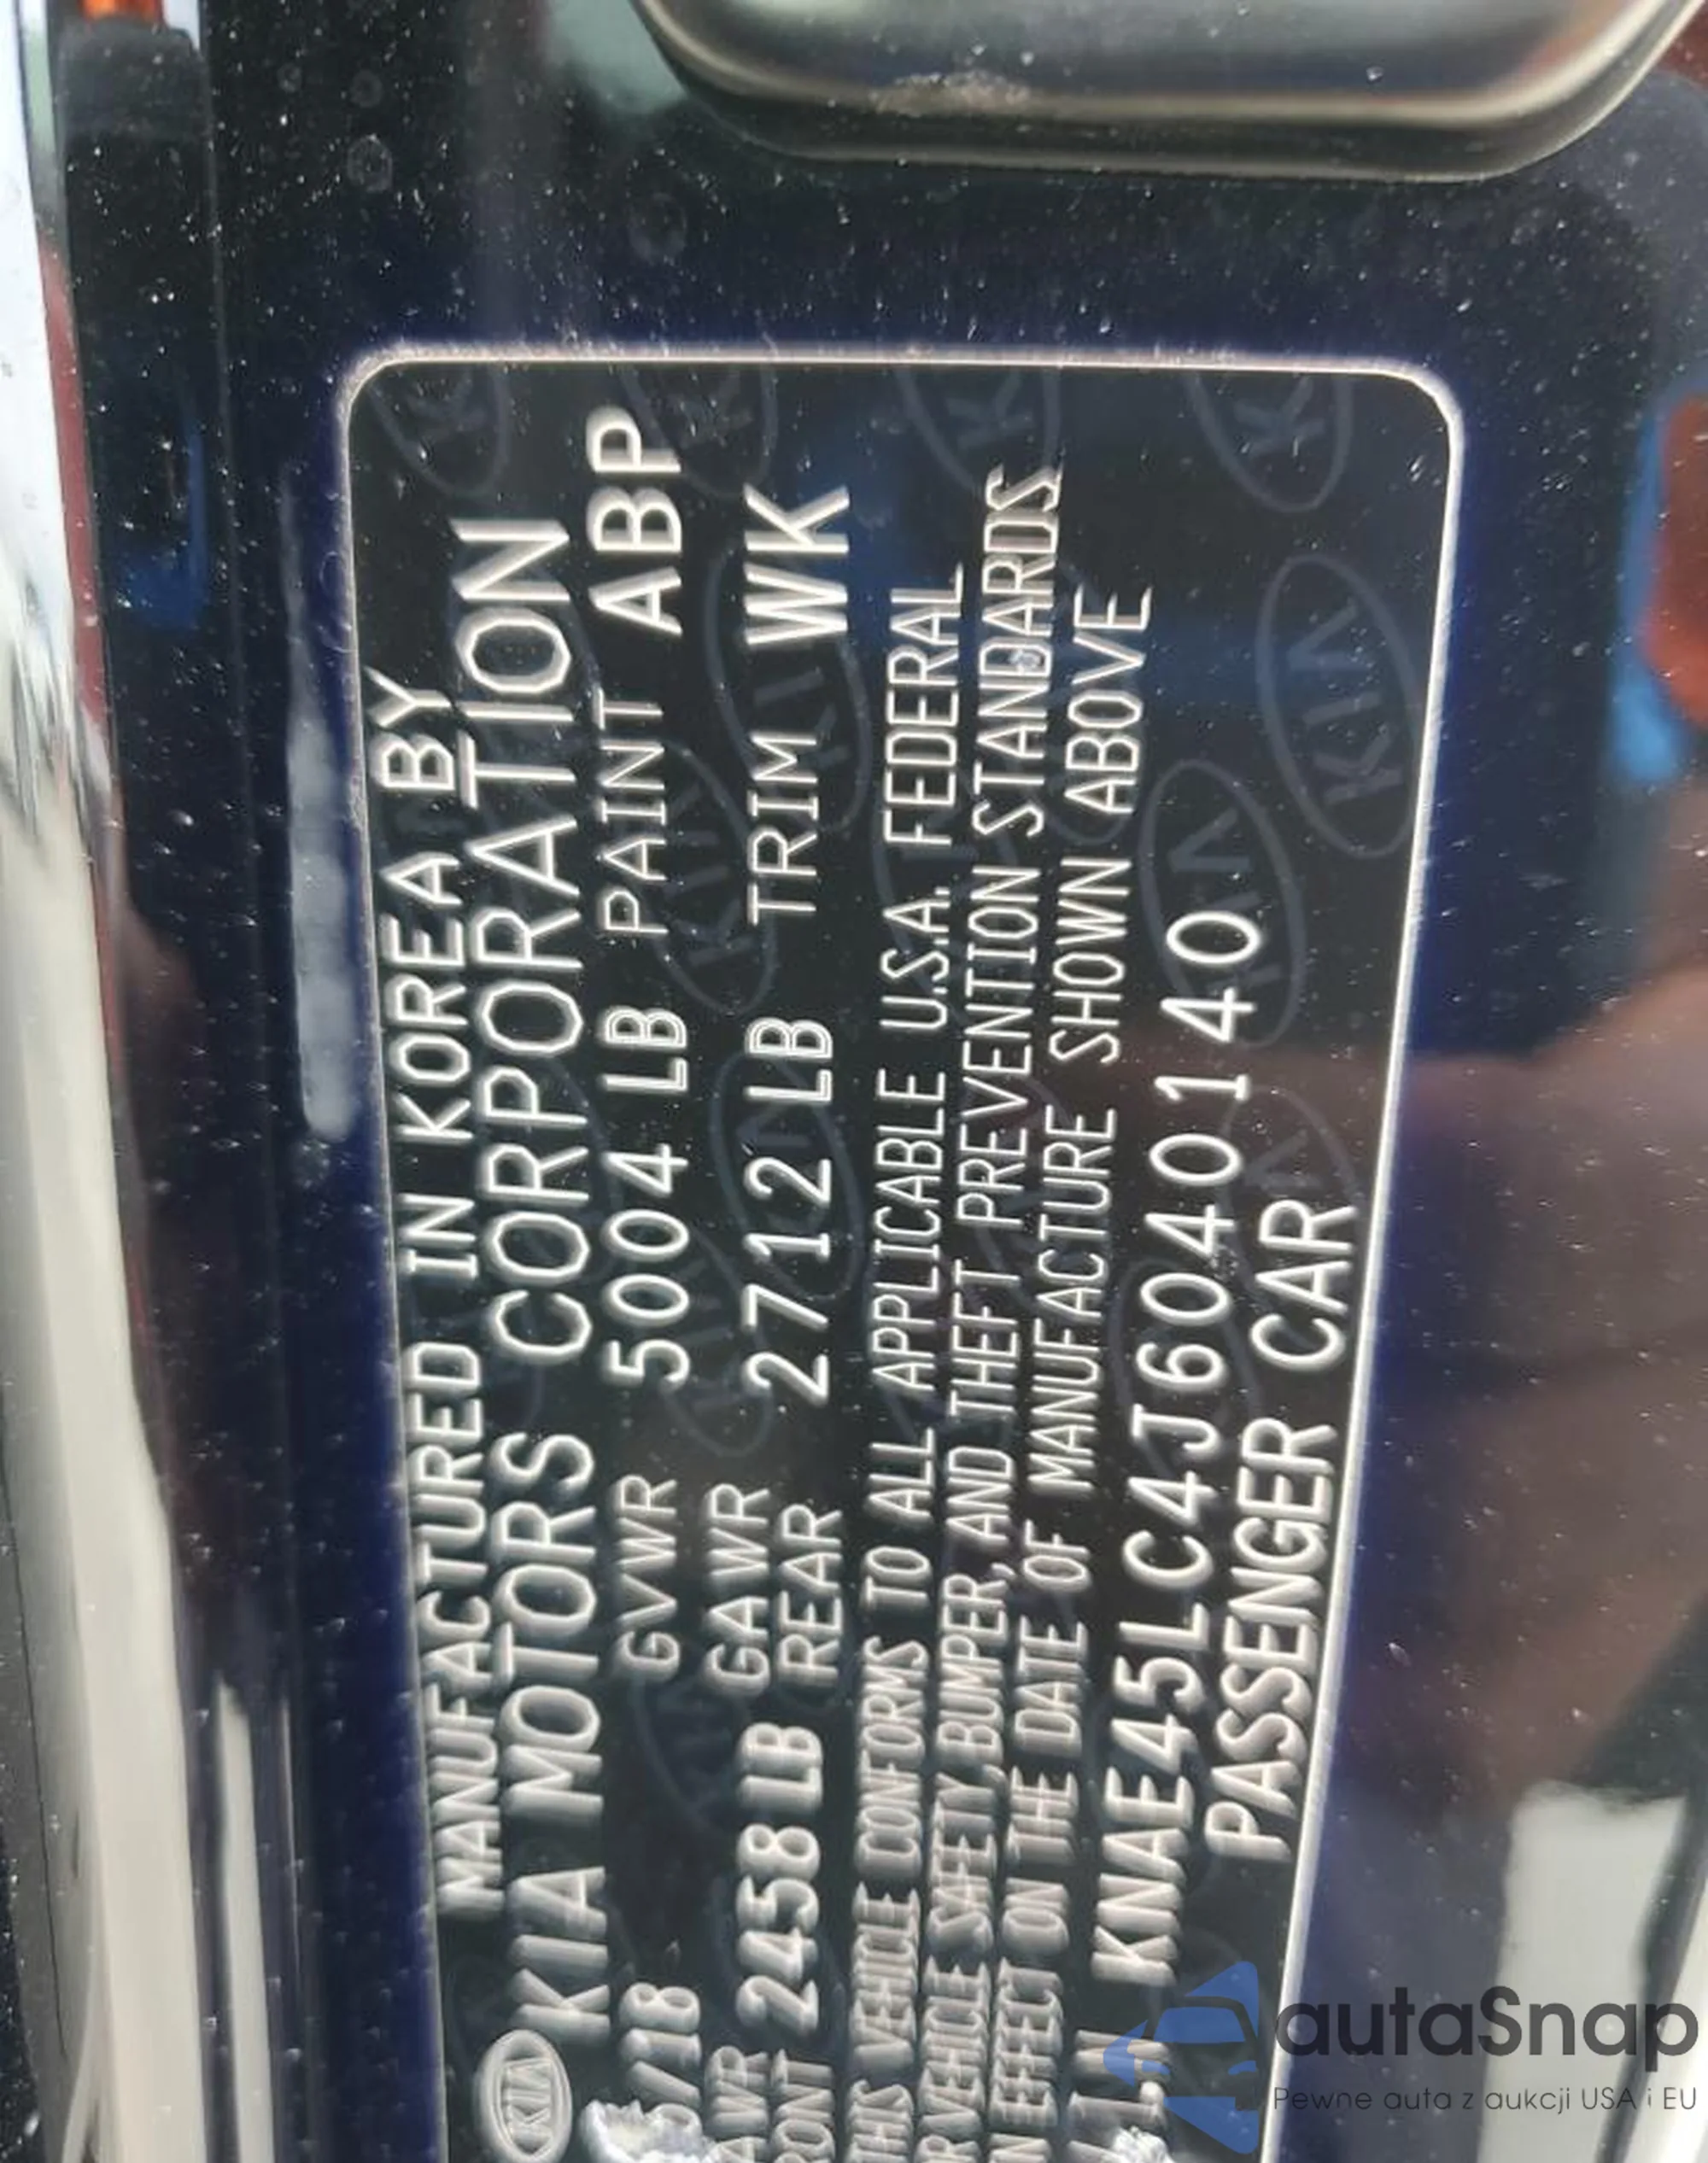 KIA
MANUFACTURED IN KOREA BY
KIA MOTORS CORPORATION
/18 GVWR 5004 LB PAINT ABP
2458 LB GAWR REAR 2712 LB TRIM WK
THIS VEHICLE CONFORMS TO ALL APPLICABLE U.S.A. FEDERAL
VEHICLE SAFETY, BUMPER, AND THEFT PREVENTION STANDARDS
EFFECT ON THE DATE OF MANUFACTURE SHOWN ABOVE
KNAE45LC4J6040140
PASSENGER CAR
autaSnap
Pewne auta z aukcji USA i EU